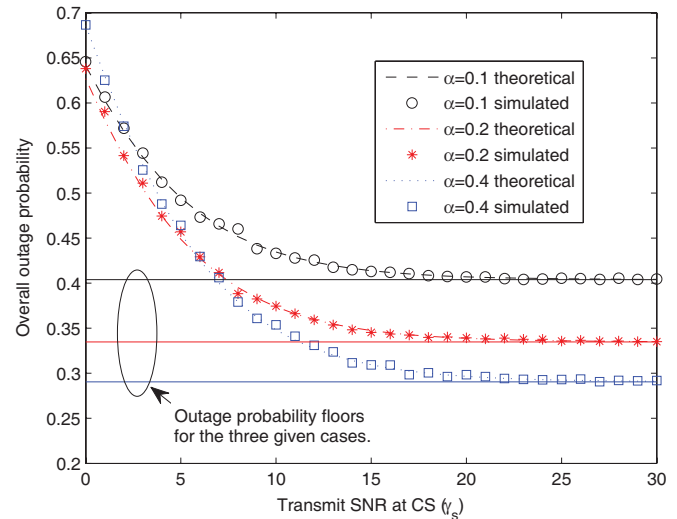 0.7
0.65
0.6
0.55
0.5
0.45
0.4
0.35
0.3
0.25
0.2
0
5
10
15
20
25
30
Overall outage probability
Transmit SNR at CS (γs)
α=0.1 theoretical
α=0.1 simulated
α=0.2 theoretical
α=0.2 simulated
α=0.4 theoretical
α=0.4 simulated
Outage probability floors
for the three given cases.